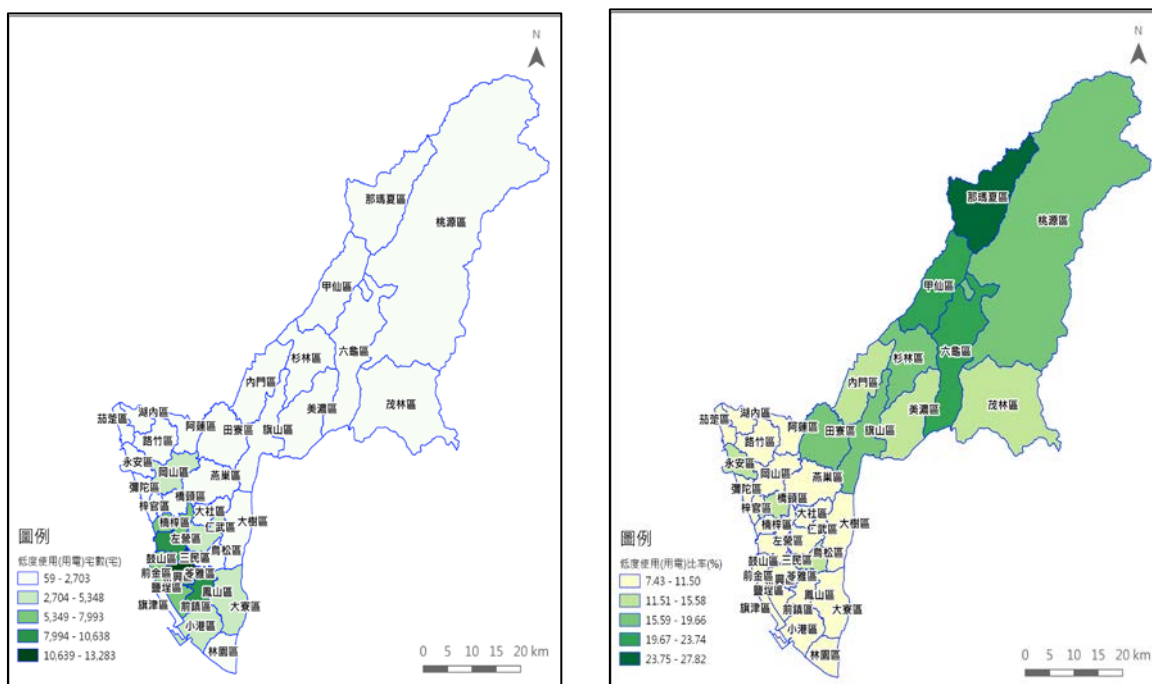 N
那瑪夏區
桃源區
甲仙區
六龜區
杉林區
內門區
美濃區
茂林區
湖內區
茄萣區
阿蓮區
田寮區
旗山區
路竹區
永安區
岡山區
燕巢區
彌陀區
橋頭區
梓官區
大社區
大樹區
楠梓區
仁武區
左營區
鳥松區
鼓山區
三民區
前金區
苓雅區
鹽埕區
鳳山區
旗津區
前鎮區
大寮區
小港區
林園區
圖例
低度使用(用電)宅數(宅)
59 - 2,703
2,704 - 5,348
5,349 - 7,993
7,994 - 10,638
10,639 - 13,283
0 5 10 15 20 km
N
那瑪夏區
桃源區
甲仙區
六龜區
杉林區
內門區
美濃區
茂林區
湖內區
茄萣區
阿蓮區
田寮區
旗山區
路竹區
永安區
岡山區
燕巢區
彌陀區
橋頭區
梓官區
大社區
大樹區
楠梓區
仁武區
左營區
鳥松區
鼓山區
三民區
前金區
苓雅區
鹽埕區
鳳山區
旗津區
前鎮區
大寮區
小港區
林園區
圖例
低度使用(用電)比率(%)
7.43 - 11.50
11.51 - 15.58
15.59 - 19.66
19.67 - 23.74
23.75 - 27.82
0 5 10 15 20 km